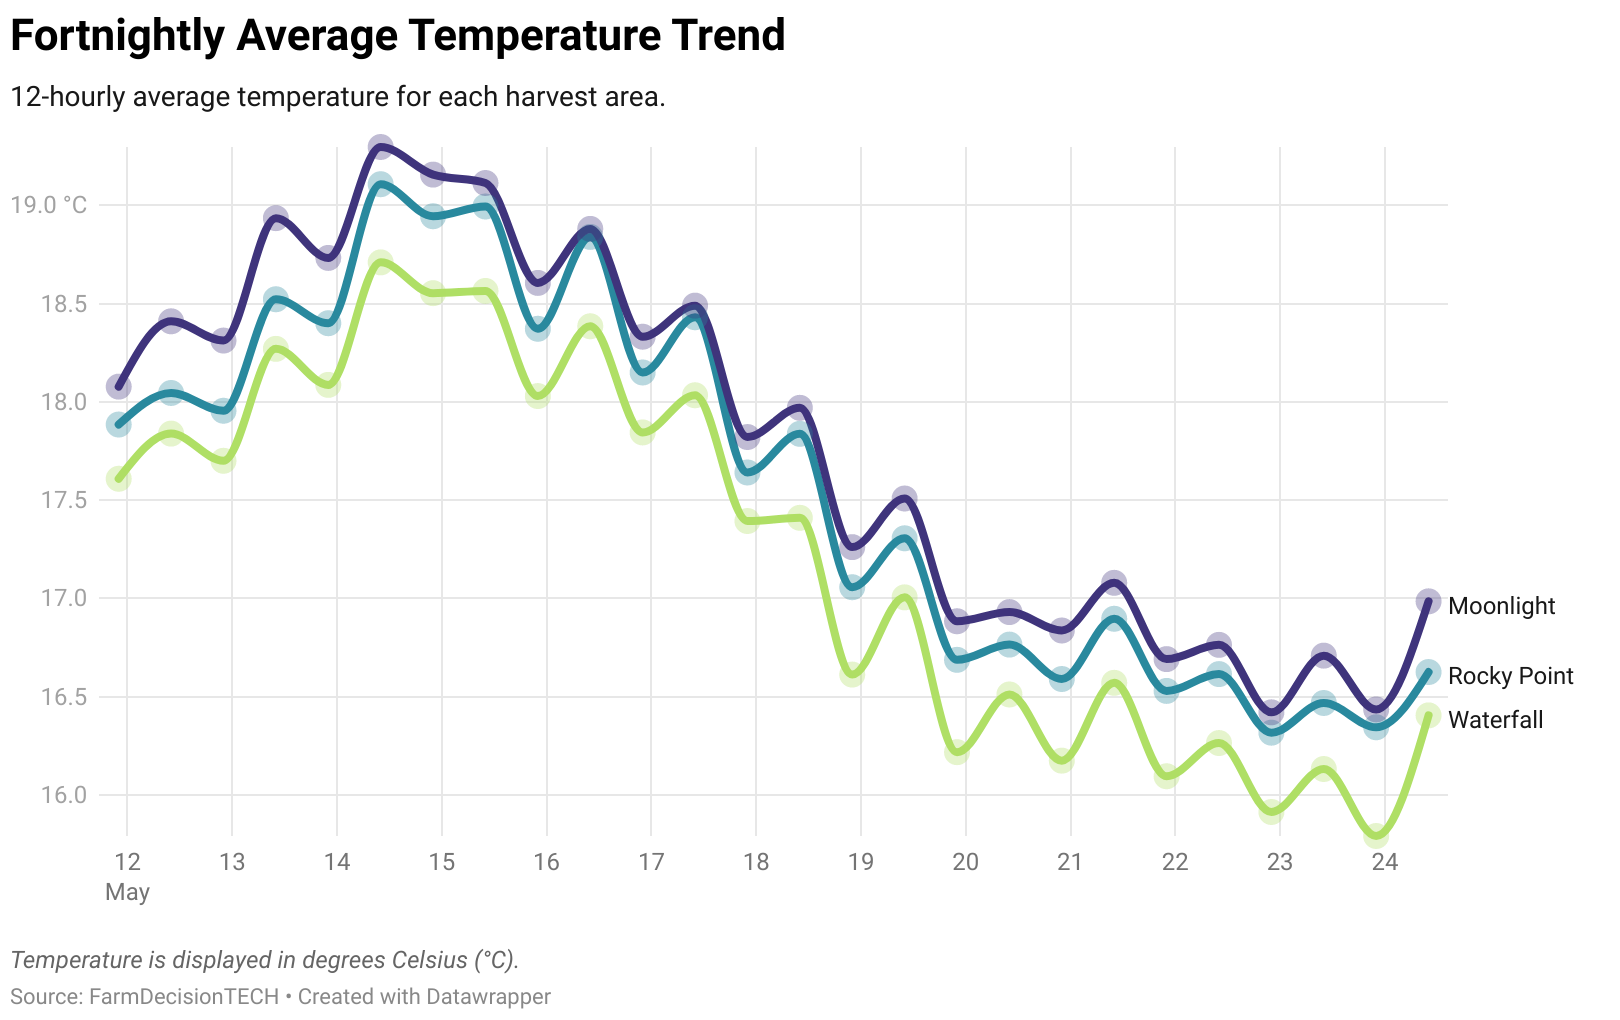 Fortnightly Average Temperature Trend
12-hourly average temperature for each harvest area.
19.0 °C
18.5
18.0
17.5
17.0
16.5
16.0
Moonlight
Rocky Point
Waterfall
12 13 14 15 16 17 18 19 20 21 22 23 24
May
Temperature is displayed in degrees Celsius (°C).
Source: FarmDecisionTECH • Created with Datawrapper